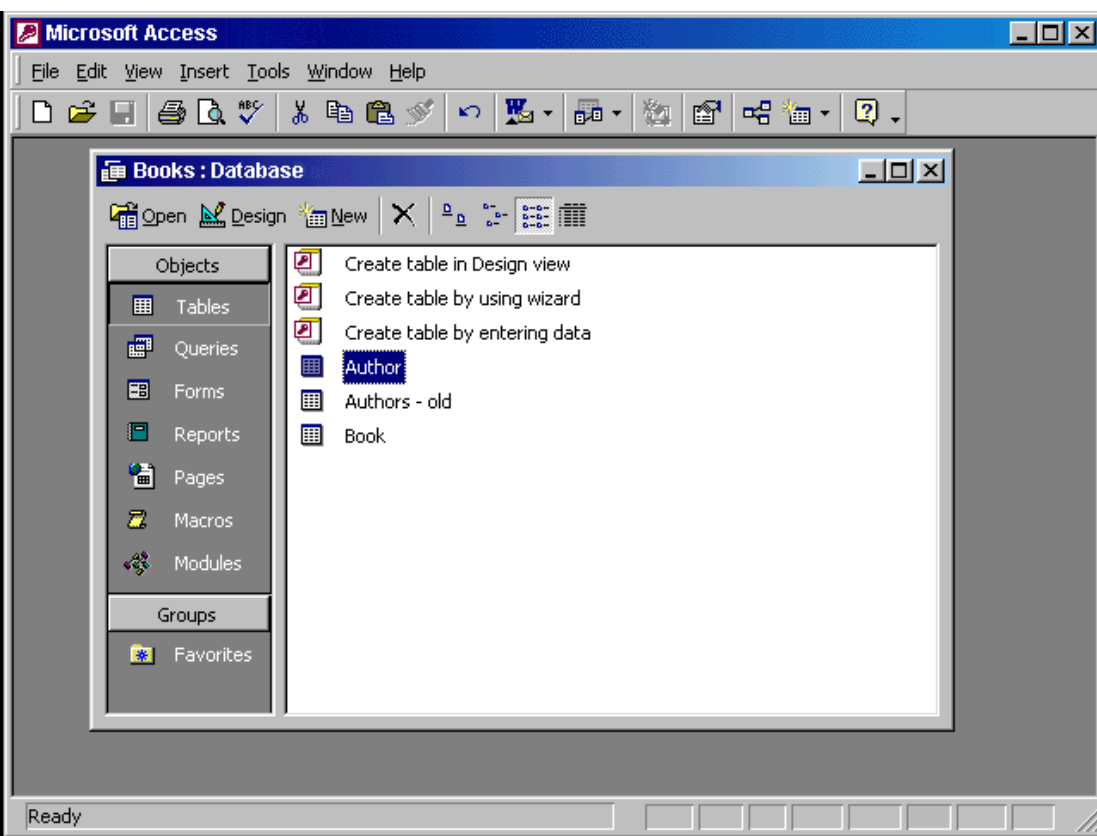 Microsoft Access
File Edit View Insert Tools Window Help
ABC
W
Books : Database
Open Design New
Objects
Create table in Design view
Create table by using wizard
Tables
Create table by entering data
Queries
Author
Forms
Authors - old
Reports
Book
Pages
Macros
Modules
Groups
Favorites
Ready